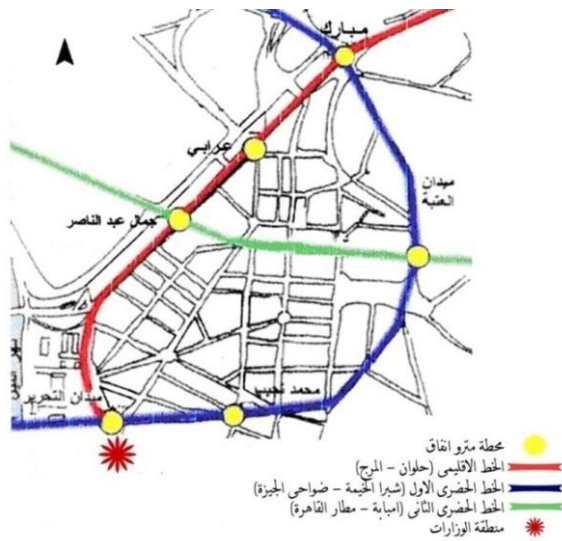 مبارك
عرابي
ميدان
العتبة
جمال عبد الناصر
محمد نجيب
ميدان التحرير
محطة مترو انفاق
الخط الاقليمى (حلوان - المرج)
الخط الحضرى الاول (شبرا الخيمة - ضواحى الجيزة)
الخط الحضرى الثانى (امبابة - مطار القاهرة)
منطقة الوزارات